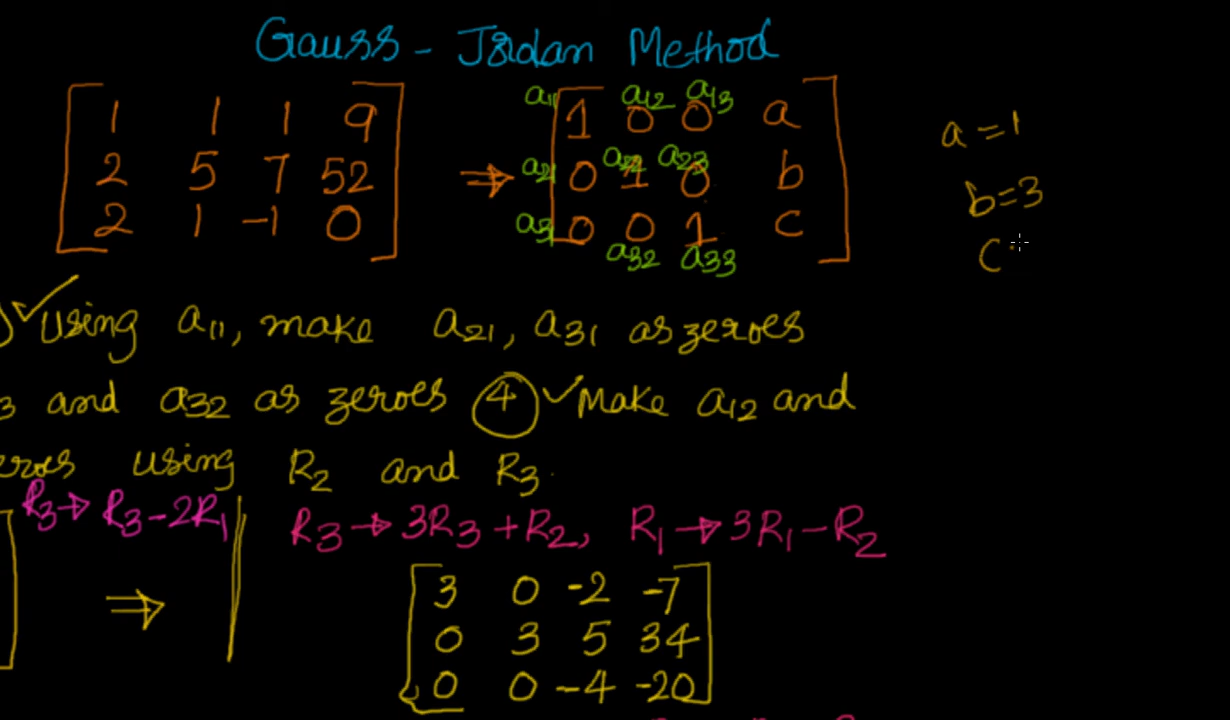 Gauss - Jordan Method
1 1 1 9
2 5 7 52
2 1 -1 0
⇒
a11 a12 a13
1 0 0 a
a21 a22 a23
0 1 0 b
a3 0 0 1 c
a32 a33
a = 1
b = 3
c
) ✓ Using a11, make a21, a31 as zeroes
3 and a32 as zeroes ④ ✓ Make a12 and
eroes using R2 and R3.
R3 → R3 - 2R1
R3 → 3R3 + R2, R1 → 3R1 - R2
⇒
3 0 -2 -7
0 3 5 34
0 0 -4 -20